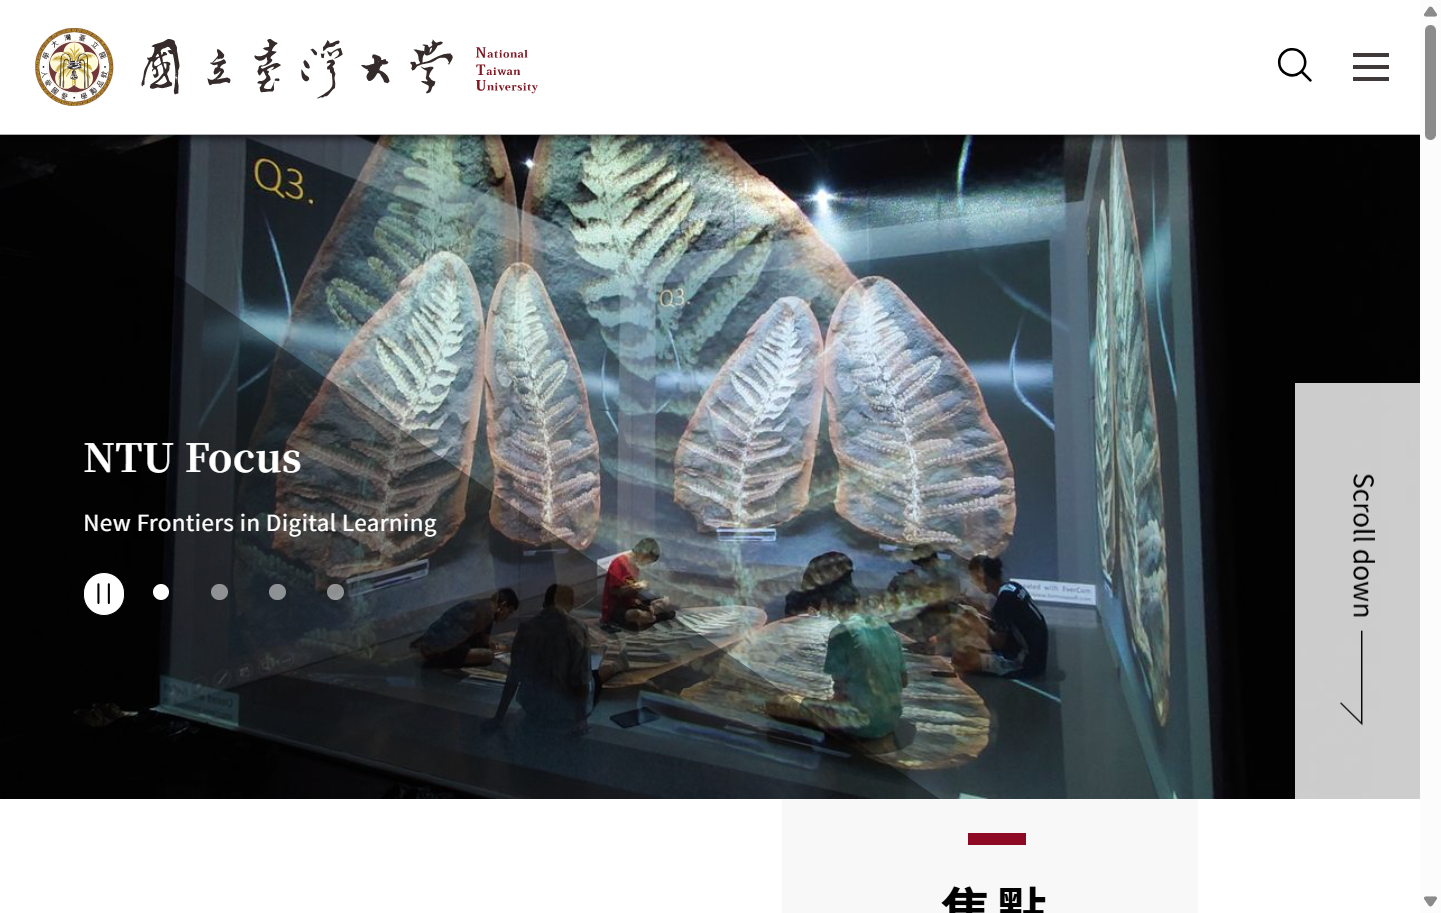 國立臺灣大學
National
Taiwan
University
Q3.
Q3.
NTU Focus
New Frontiers in Digital Learning
Scroll down
焦點